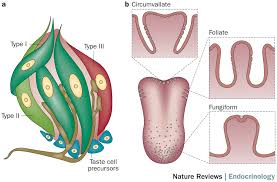 a
Type I
Type III
Type II
Taste cell
precursors
b
Circumvallate
Foliate
Fungiform
Nature Reviews | Endocrinology